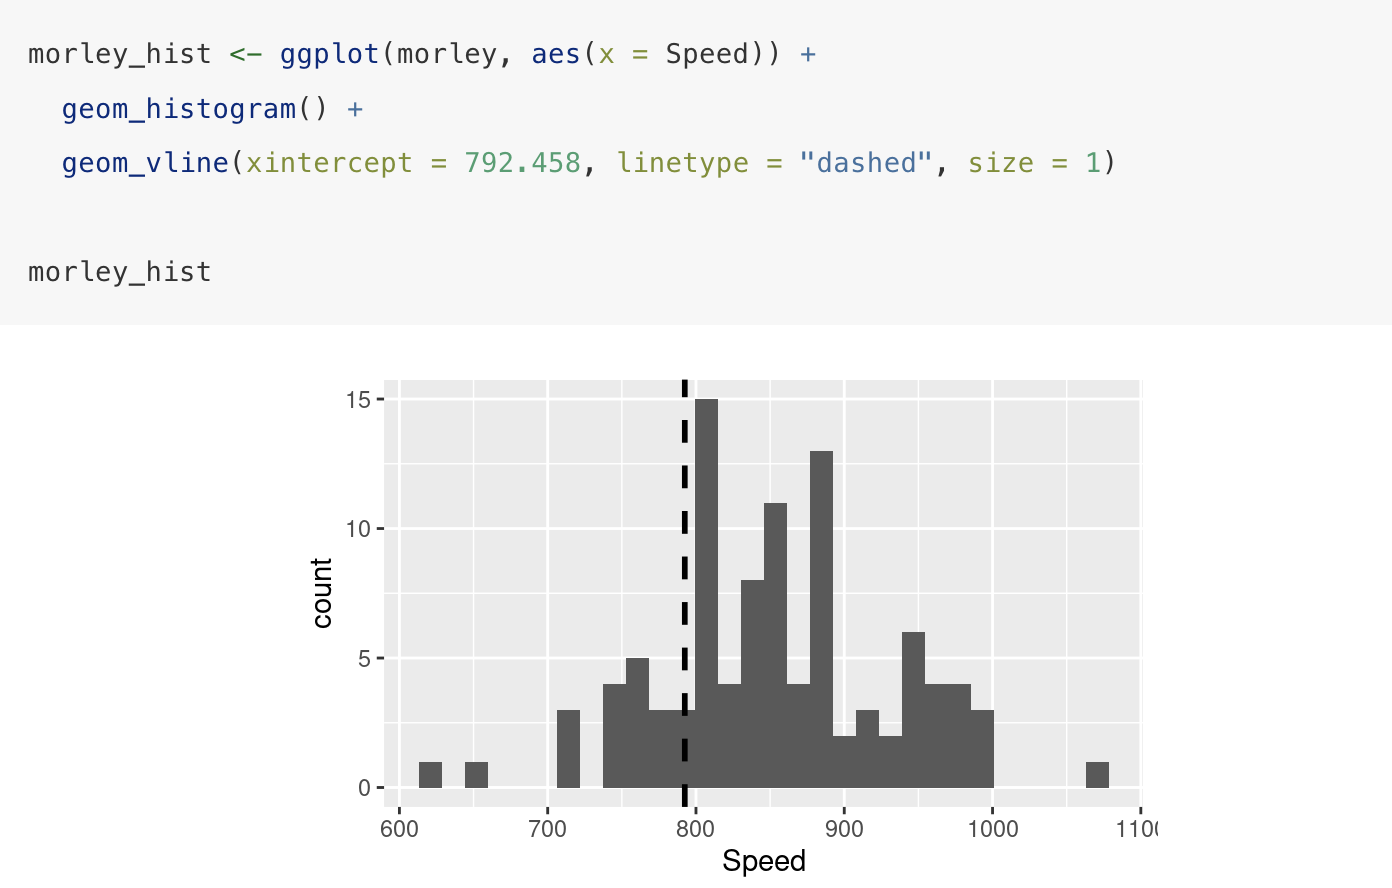 morley_hist <- ggplot(morley, aes(x = Speed)) +
  geom_histogram() +
  geom_vline(xintercept = 792.458, linetype = "dashed", size = 1)
morley_hist
15
10
5
0
count
600 700 800 900 1000 1100
Speed